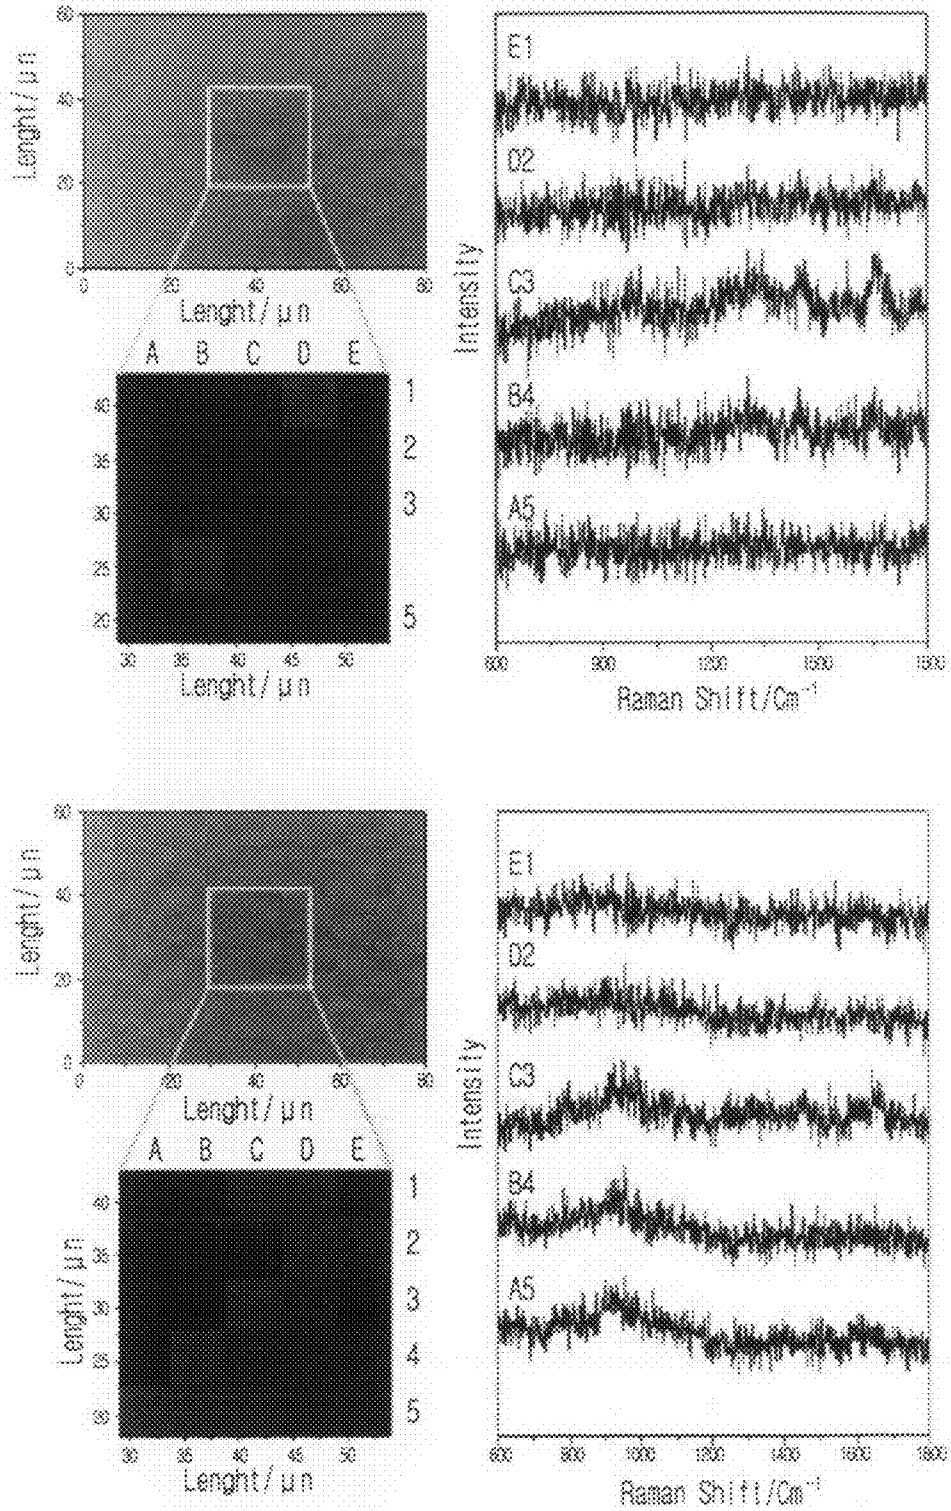 60
40
20
0
Lenght/ μn
0 20 40 60 80
Lenght/ μn
A B C D E
1
2
3
5
40
35
30
25
20
30 35 40 45 50
Lenght/ μn
E1
D2
C3
B4
A5
Intensity
600 900 1200 1500 1800
Raman Shift/Cm⁻¹
60
40
20
0
Lenght/ μn
0 20 40 60 80
Lenght/ μn
A B C D E
1
2
3
4
5
40
35
30
25
20
Lenght/ μn
30 35 40 45 50
Lenght/ μn
E1
D2
C3
B4
A5
Intensity
600 800 1000 1200 1400 1600 1800
Raman Shift/Cm⁻¹